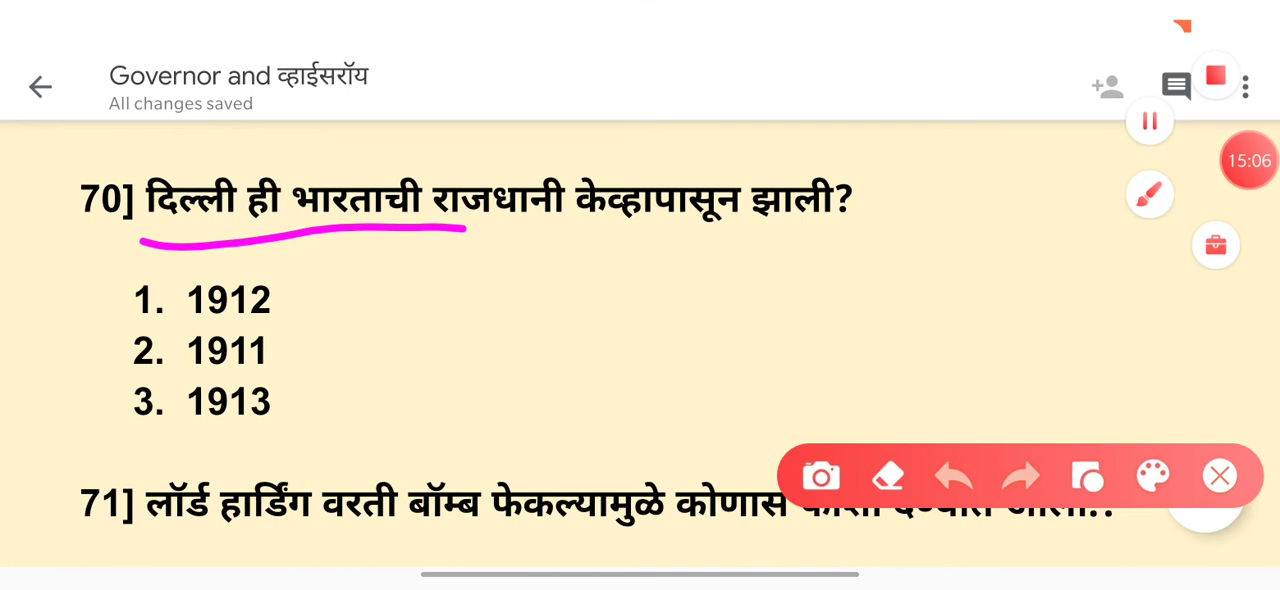 Governor and व्हाईसरॉय
All changes saved
15:06
70] दिल्ली ही भारताची राजधानी केव्हापासून झाली?
1. 1912
2. 1911
3. 1913
71] लॉर्ड हार्डिंग वरती बॉम्ब फेकल्यामुळे कोणास